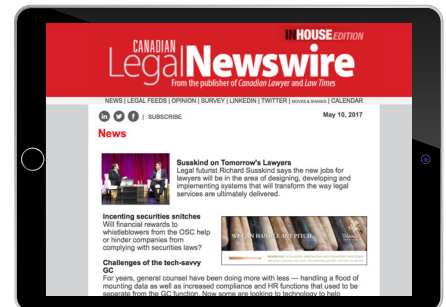 INHOUSE EDITION
CANADIAN
Legal Newswire
From the publisher of Canadian Lawyer and Law Times
NEWS | LEGAL FEEDS | OPINION | SURVEY | LINKEDIN | TWITTER | MOVES & SHAKES | CALENDAR
| SUBSCRIBE
May 10, 2017
News
Susskind on Tomorrow's Lawyers
Legal futurist Richard Susskind says the new jobs for
lawyers will be in the area of designing, developing and
implementing systems that will transform the way legal
services are ultimately delivered.
Incenting securities snitches
Will financial rewards to
whistleblowers from the OSC help
or hinder companies from
complying with securities laws?
WE CAN HANDLE ANY PITCH.
Challenges of the tech-savvy
GC
For years, general counsel have been doing more with less — handling a flood of
mounting data as well as increased compliance and HR functions that used to be
separate from the GC function. Now some are looking to technology to help